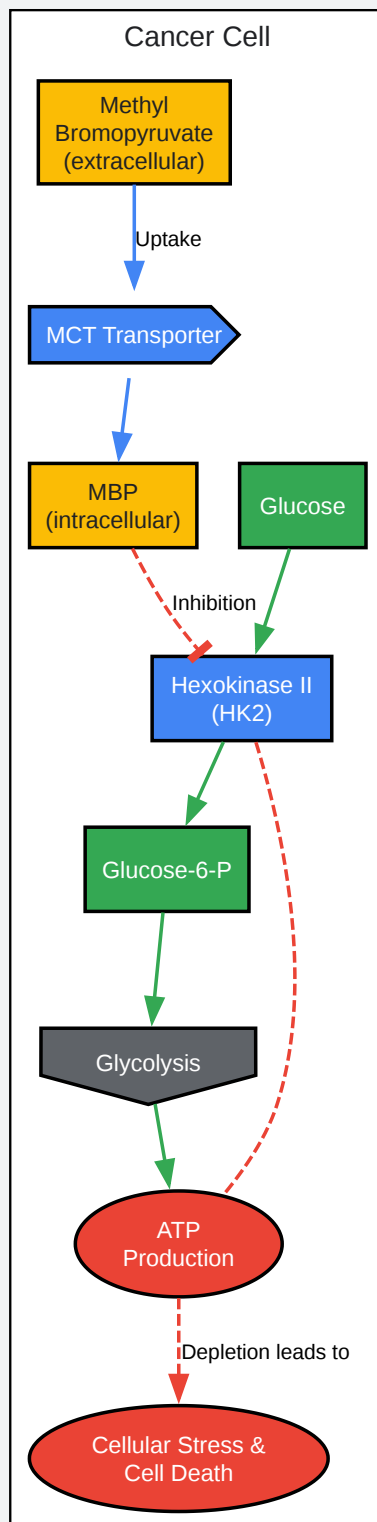 Cancer Cell
Methyl
Bromopyruvate
(extracellular)
Uptake
MCT Transporter
MBP
(intracellular)
Glucose
Inhibition
Hexokinase II
(HK2)
Glucose-6-P
Glycolysis
ATP
Production
Depletion leads to
Cellular Stress &
Cell Death